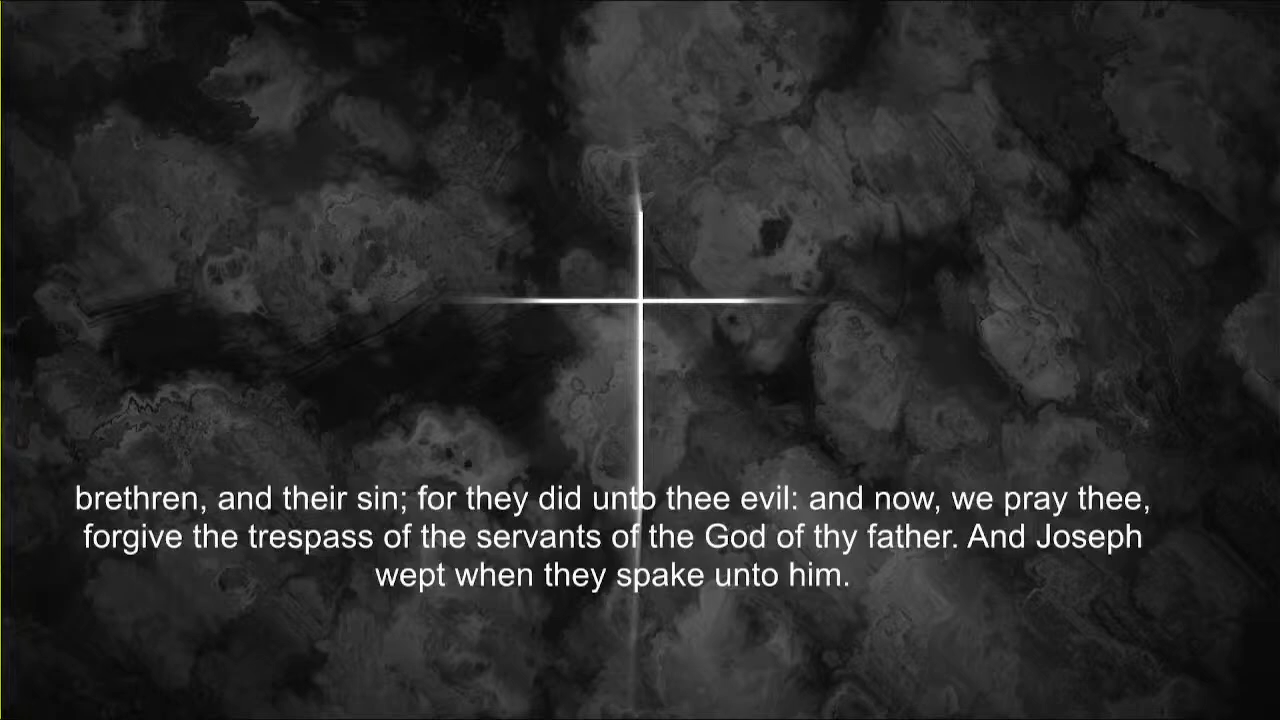 brethren, and their sin; for they did unto thee evil: and now, we pray thee,
forgive the trespass of the servants of the God of thy father. And Joseph
wept when they spake unto him.